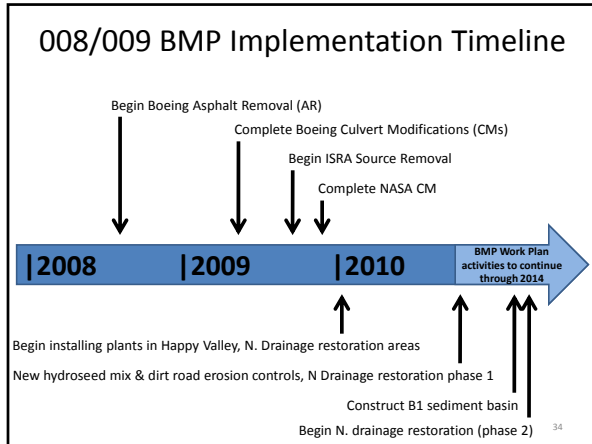 008/009 BMP Implementation Timeline
Begin Boeing Asphalt Removal (AR)
Complete Boeing Culvert Modifications (CMs)
Begin ISRA Source Removal
Complete NASA CM
|2008 |2009 |2010
BMP Work Plan
activities to continue
through 2014
Begin installing plants in Happy Valley, N. Drainage restoration areas
New hydroseed mix & dirt road erosion controls, N Drainage restoration phase 1
Construct B1 sediment basin
Begin N. drainage restoration (phase 2)
34